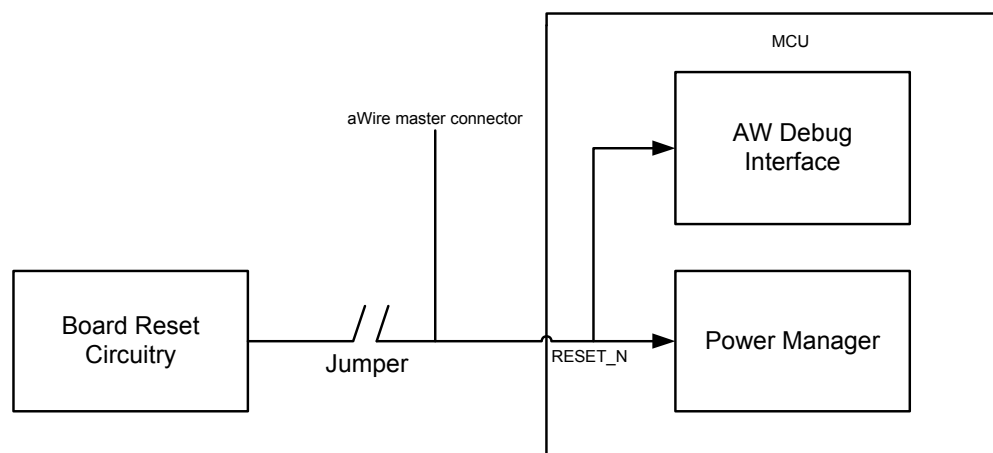 MCU
aWire master connector
AW Debug
Interface
Board Reset
Circuitry
Jumper
RESET_N
Power Manager